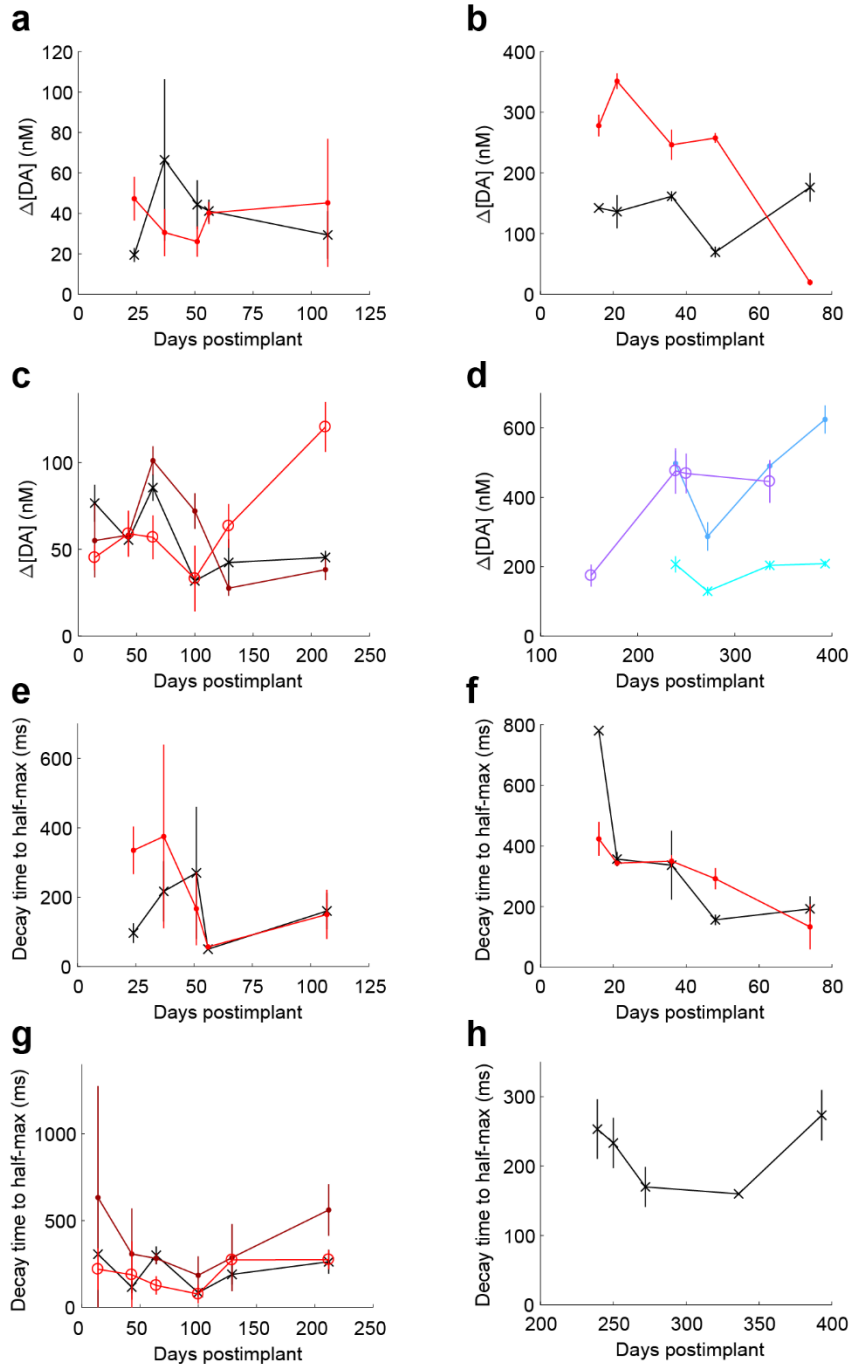 a
120
100
80
60
40
20
0
Δ[DA] (nM)
0 25 50 75 100 125
Days postimplant
b
400
300
200
100
0
Δ[DA] (nM)
0 20 40 60 80
Days postimplant
c
100
50
0
Δ[DA] (nM)
0 50 100 150 200 250
Days postimplant
d
600
400
200
0
Δ[DA] (nM)
100 200 300 400
Days postimplant
e
600
400
200
0
Decay time to half-max (ms)
0 25 50 75 100 125
Days postimplant
f
800
600
400
200
0
Decay time to half-max (ms)
0 20 40 60 80
Days postimplant
g
1000
500
0
Decay time to half-max (ms)
0 50 100 150 200 250
Days postimplant
h
300
200
100
0
Decay time to half-max (ms)
200 250 300 350 400
Days postimplant